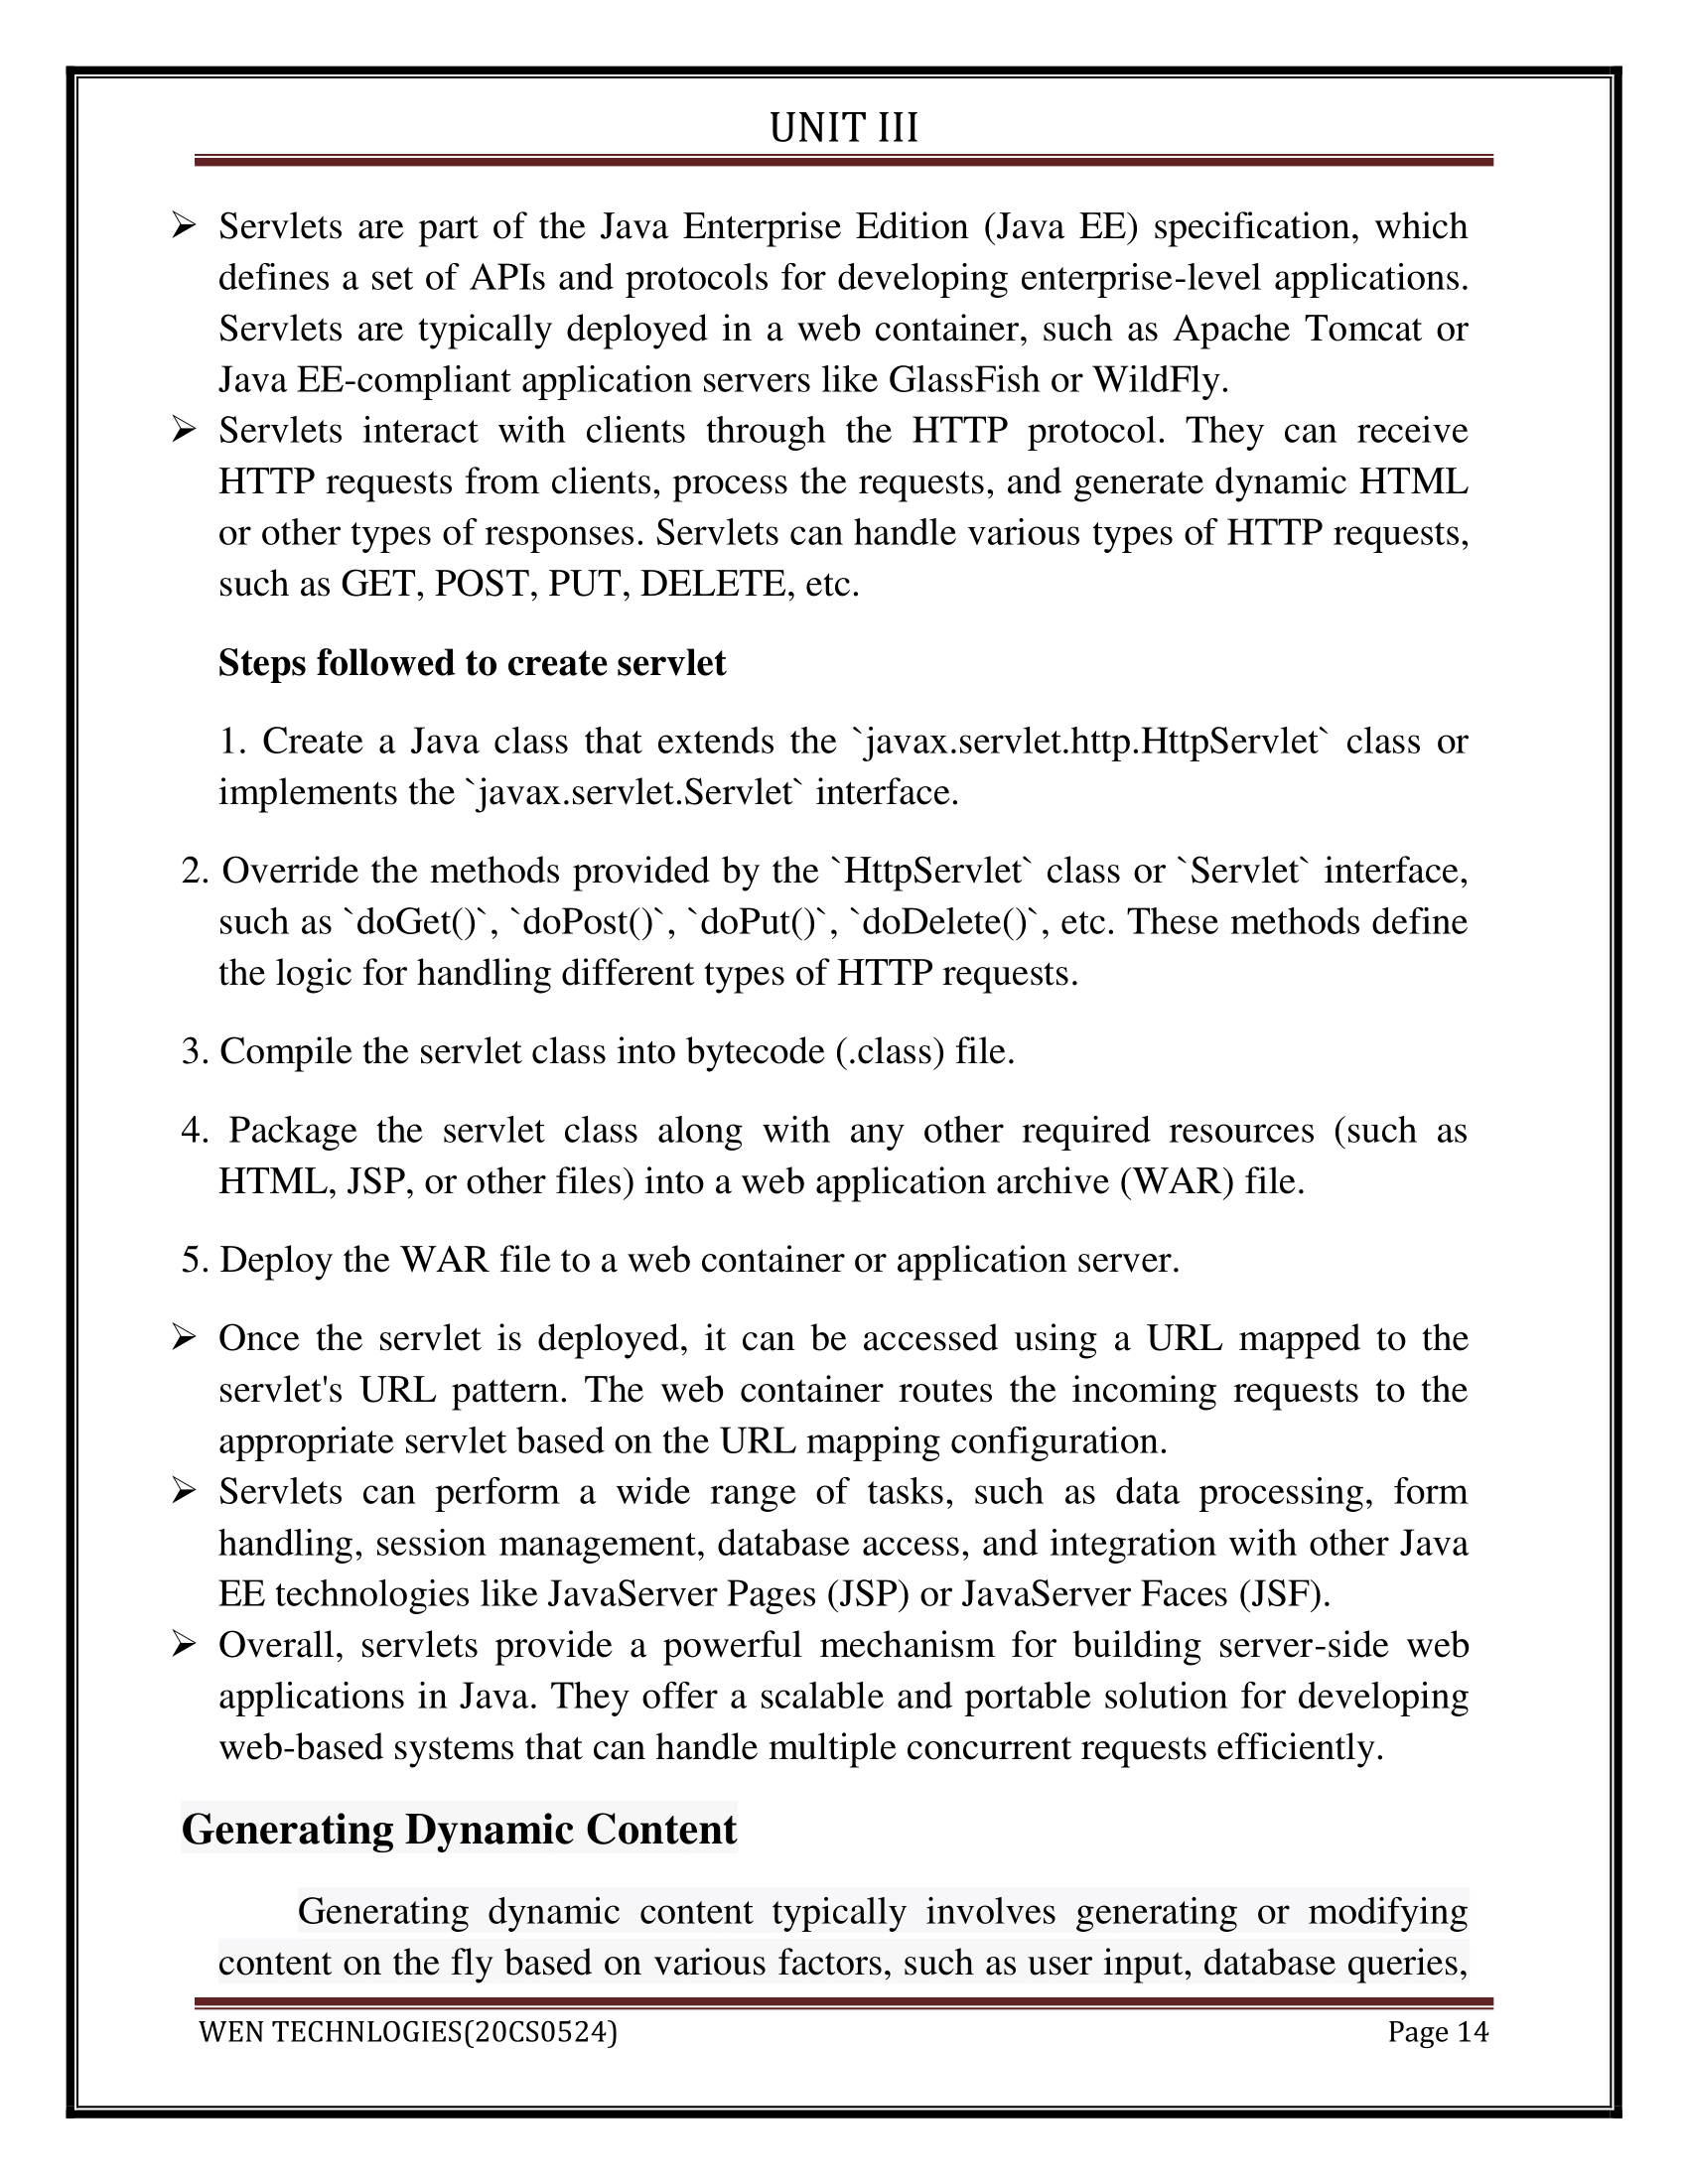 UNIT III
➢ Servlets are part of the Java Enterprise Edition (Java EE) specification, which
defines a set of APIs and protocols for developing enterprise-level applications.
Servlets are typically deployed in a web container, such as Apache Tomcat or
Java EE-compliant application servers like GlassFish or WildFly.
➢ Servlets interact with clients through the HTTP protocol. They can receive
HTTP requests from clients, process the requests, and generate dynamic HTML
or other types of responses. Servlets can handle various types of HTTP requests,
such as GET, POST, PUT, DELETE, etc.
Steps followed to create servlet
1. Create a Java class that extends the `javax.servlet.http.HttpServlet` class or
implements the `javax.servlet.Servlet` interface.
2. Override the methods provided by the `HttpServlet` class or `Servlet` interface,
such as `doGet()`, `doPost()`, `doPut()`, `doDelete()`, etc. These methods define
the logic for handling different types of HTTP requests.
3. Compile the servlet class into bytecode (.class) file.
4. Package the servlet class along with any other required resources (such as
HTML, JSP, or other files) into a web application archive (WAR) file.
5. Deploy the WAR file to a web container or application server.
➢ Once the servlet is deployed, it can be accessed using a URL mapped to the
servlet's URL pattern. The web container routes the incoming requests to the
appropriate servlet based on the URL mapping configuration.
➢ Servlets can perform a wide range of tasks, such as data processing, form
handling, session management, database access, and integration with other Java
EE technologies like JavaServer Pages (JSP) or JavaServer Faces (JSF).
➢ Overall, servlets provide a powerful mechanism for building server-side web
applications in Java. They offer a scalable and portable solution for developing
web-based systems that can handle multiple concurrent requests efficiently.
Generating Dynamic Content
Generating dynamic content typically involves generating or modifying
content on the fly based on various factors, such as user input, database queries,
WEN TECHNLOGIES(20CS0524) Page 14